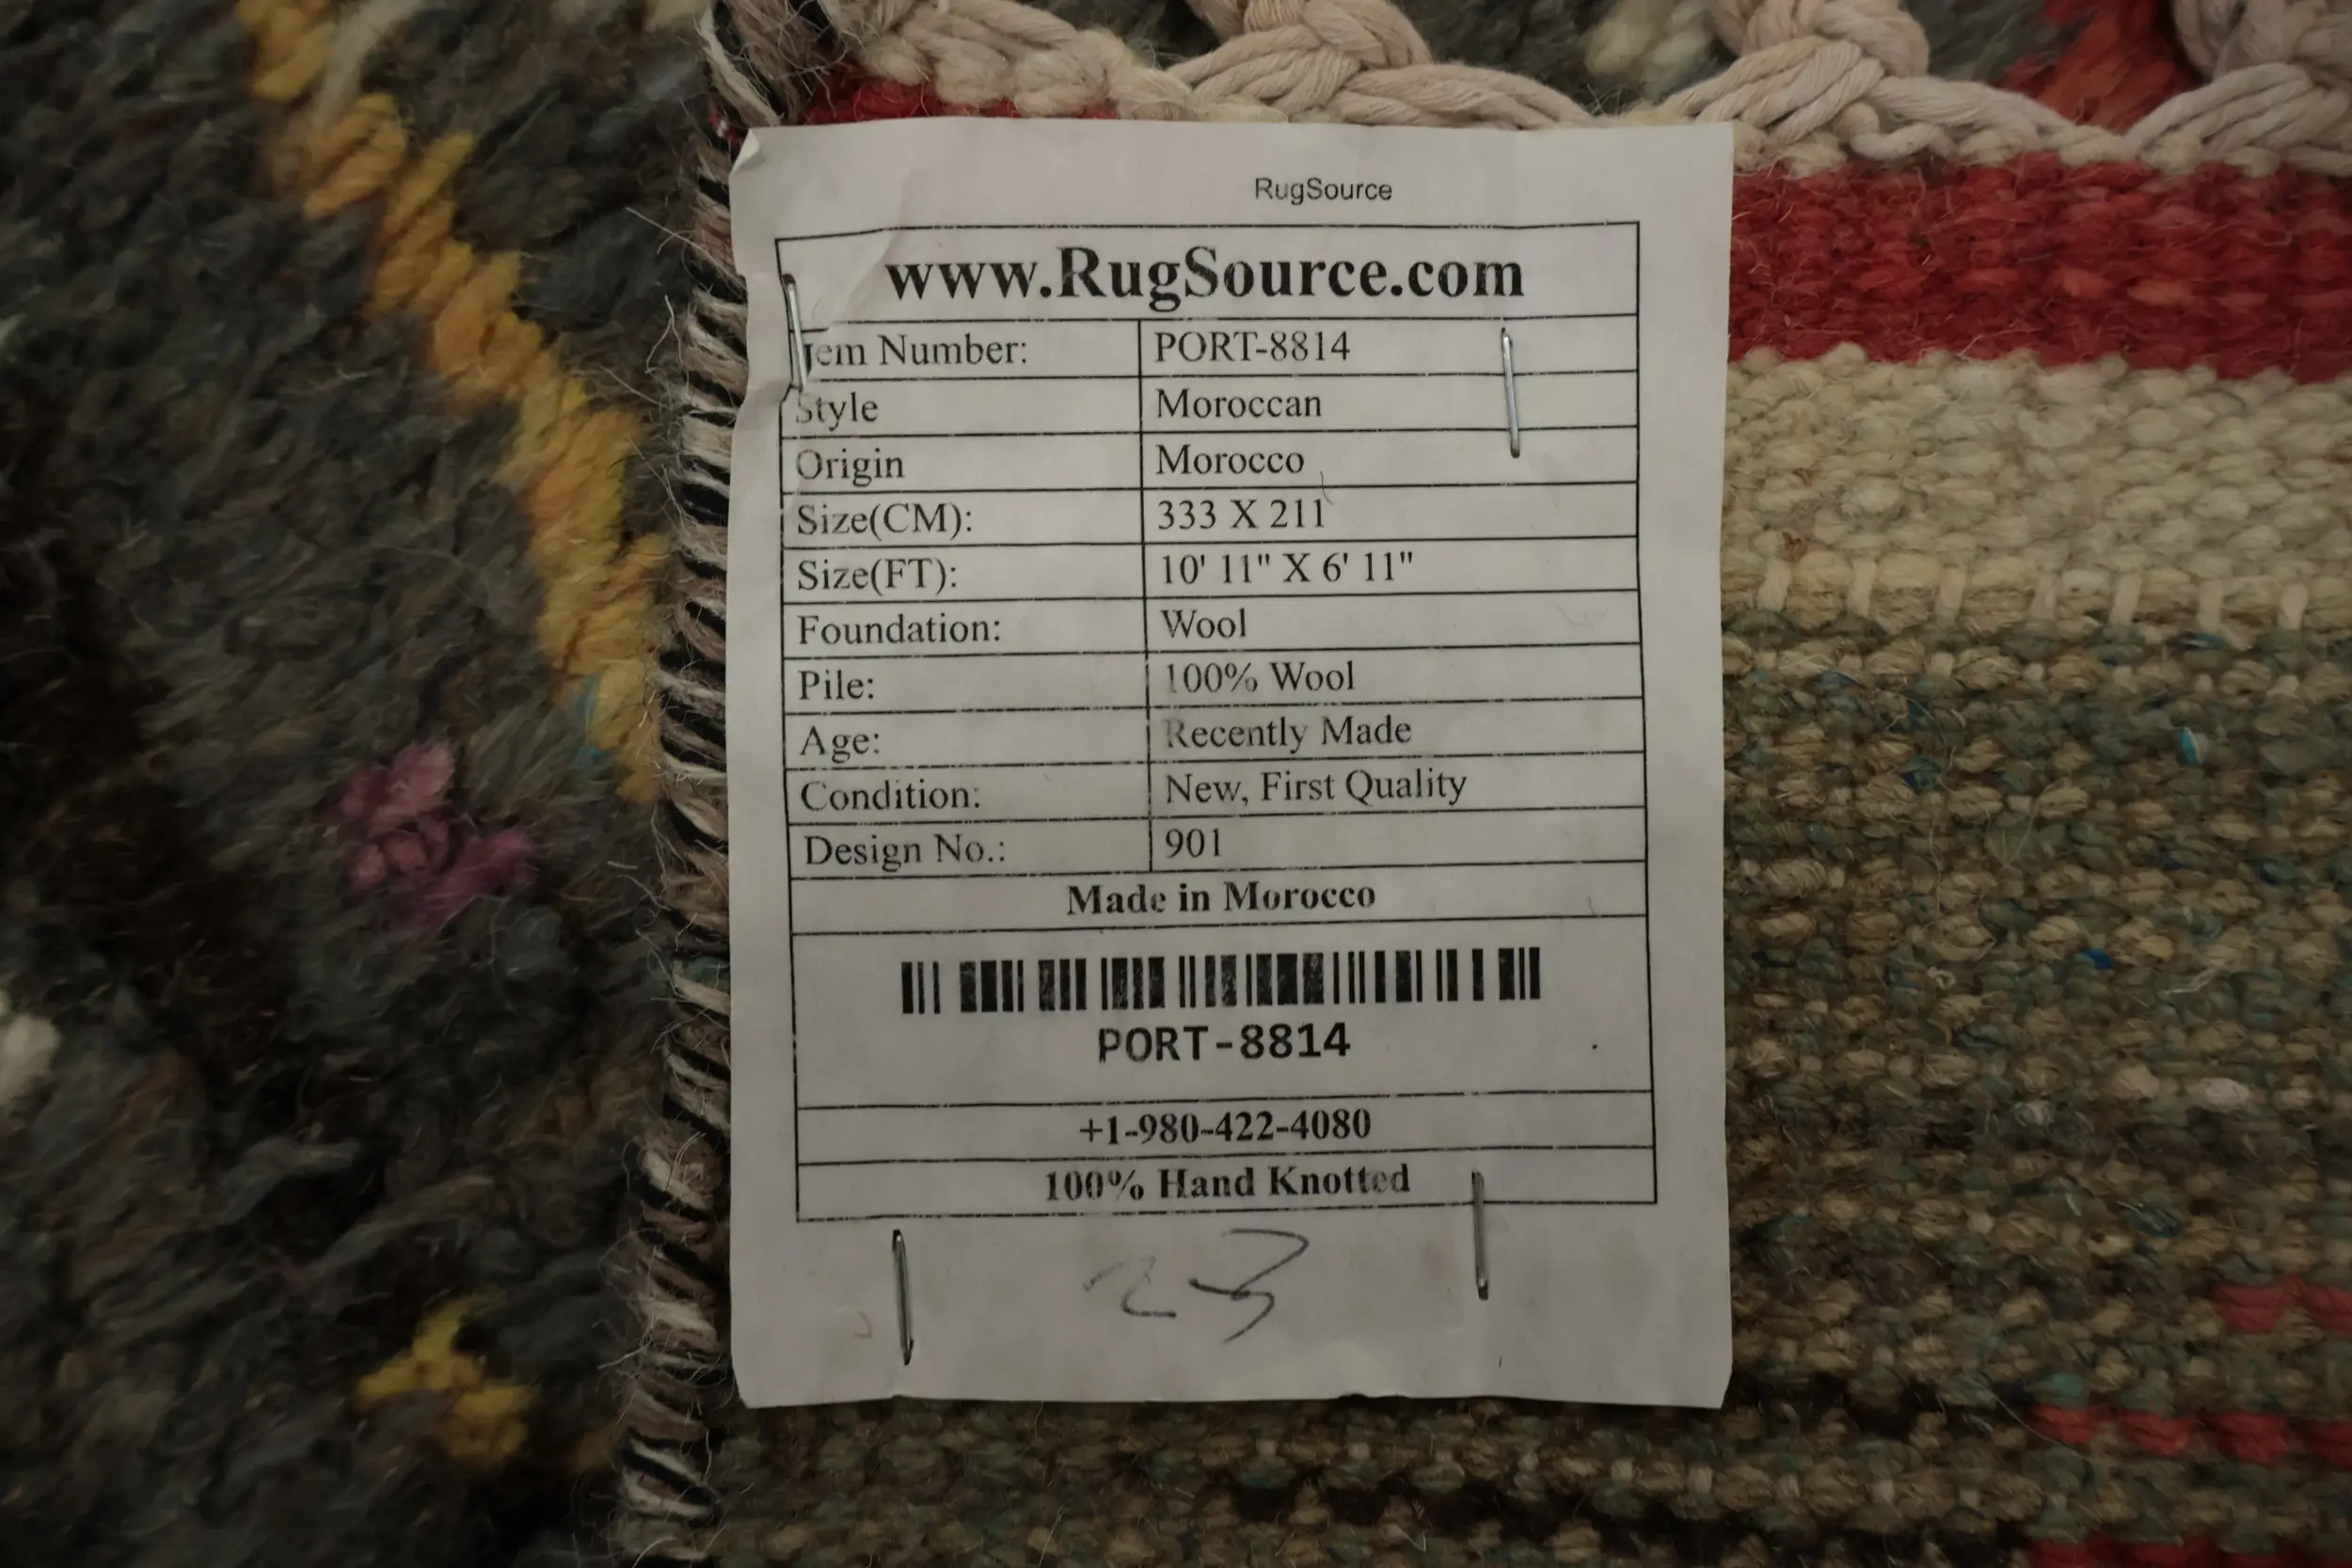 RugSource
www.RugSource.com
Item Number: PORT-8814
Style Moroccan
Origin Morocco
Size(CM): 333 X 211
Size(FT): 10' 11" X 6' 11"
Foundation: Wool
Pile: 100% Wool
Age: Recently Made
Condition: New, First Quality
Design No.: 901
Made in Morocco
PORT-8814
+1-980-422-4080
100% Hand Knotted
23